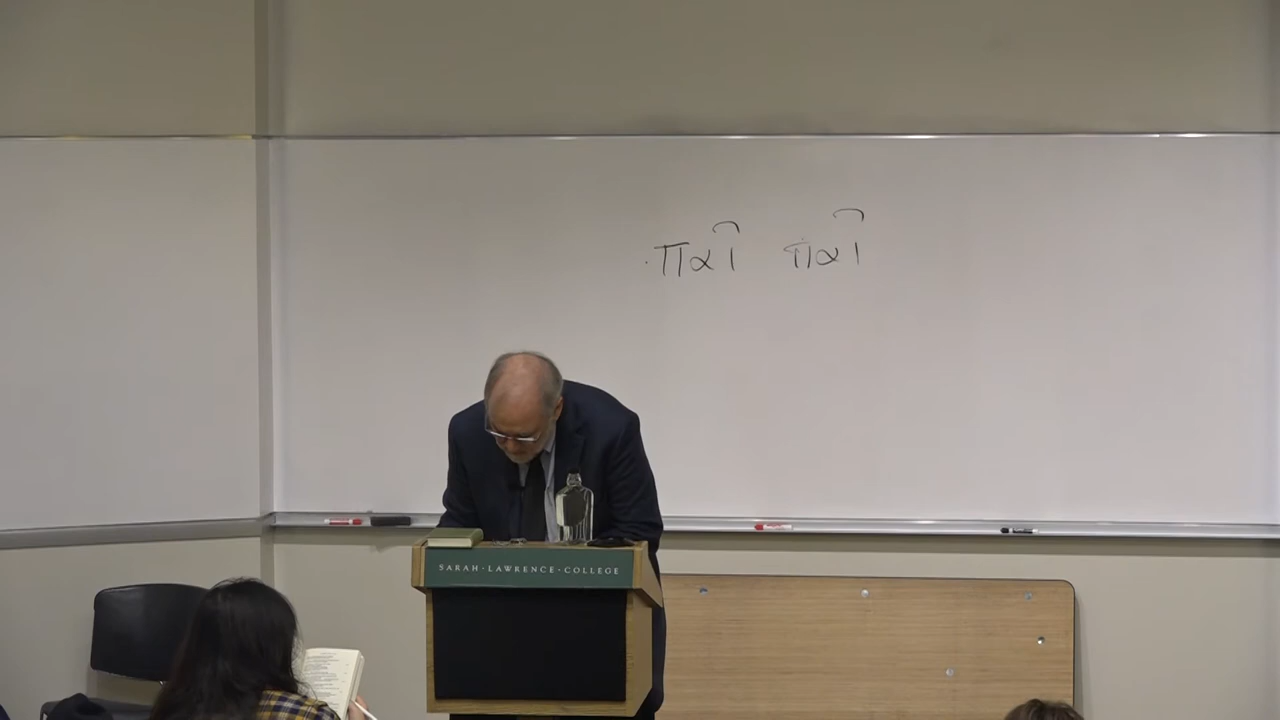 παῖ παῖ
SARAH·LAWRENCE·COLLEGE